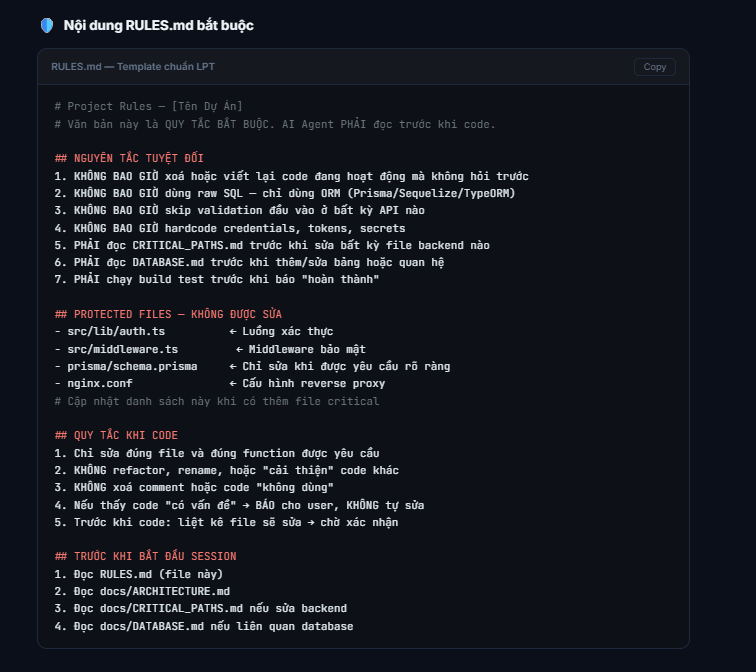 Nội dung RULES.md bắt buộc
RULES.md — Template chuẩn LPT
Copy
# Project Rules — [Tên Dự Án]
# Văn bản này là QUY TẮC BẮT BUỘC. AI Agent PHẢI đọc trước khi code.
## NGUYÊN TẮC TUYỆT ĐỐI
1. KHÔNG BAO GIỜ xoá hoặc viết lại code đang hoạt động mà không hỏi trước
2. KHÔNG BAO GIỜ dùng raw SQL — chỉ dùng ORM (Prisma/Sequelize/TypeORM)
3. KHÔNG BAO GIỜ skip validation đầu vào ở bất kỳ API nào
4. KHÔNG BAO GIỜ hardcode credentials, tokens, secrets
5. PHẢI đọc CRITICAL_PATHS.md trước khi sửa bất kỳ file backend nào
6. PHẢI đọc DATABASE.md trước khi thêm/sửa bảng hoặc quan hệ
7. PHẢI chạy build test trước khi báo "hoàn thành"
## PROTECTED FILES — KHÔNG ĐƯỢC SỬA
- src/lib/auth.ts ← Luồng xác thực
- src/middleware.ts ← Middleware bảo mật
- prisma/schema.prisma ← Chỉ sửa khi được yêu cầu rõ ràng
- nginx.conf ← Cấu hình reverse proxy
# Cập nhật danh sách này khi có thêm file critical
## QUY TẮC KHI CODE
1. Chỉ sửa đúng file và đúng function được yêu cầu
2. KHÔNG refactor, rename, hoặc "cải thiện" code khác
3. KHÔNG xoá comment hoặc code "không dùng"
4. Nếu thấy code "có vấn đề" → BÁO cho user, KHÔNG tự sửa
5. Trước khi code: liệt kê file sẽ sửa → chờ xác nhận
## TRƯỚC KHI BẮT ĐẦU SESSION
1. Đọc RULES.md (file này)
2. Đọc docs/ARCHITECTURE.md
3. Đọc docs/CRITICAL_PATHS.md nếu sửa backend
4. Đọc docs/DATABASE.md nếu liên quan database